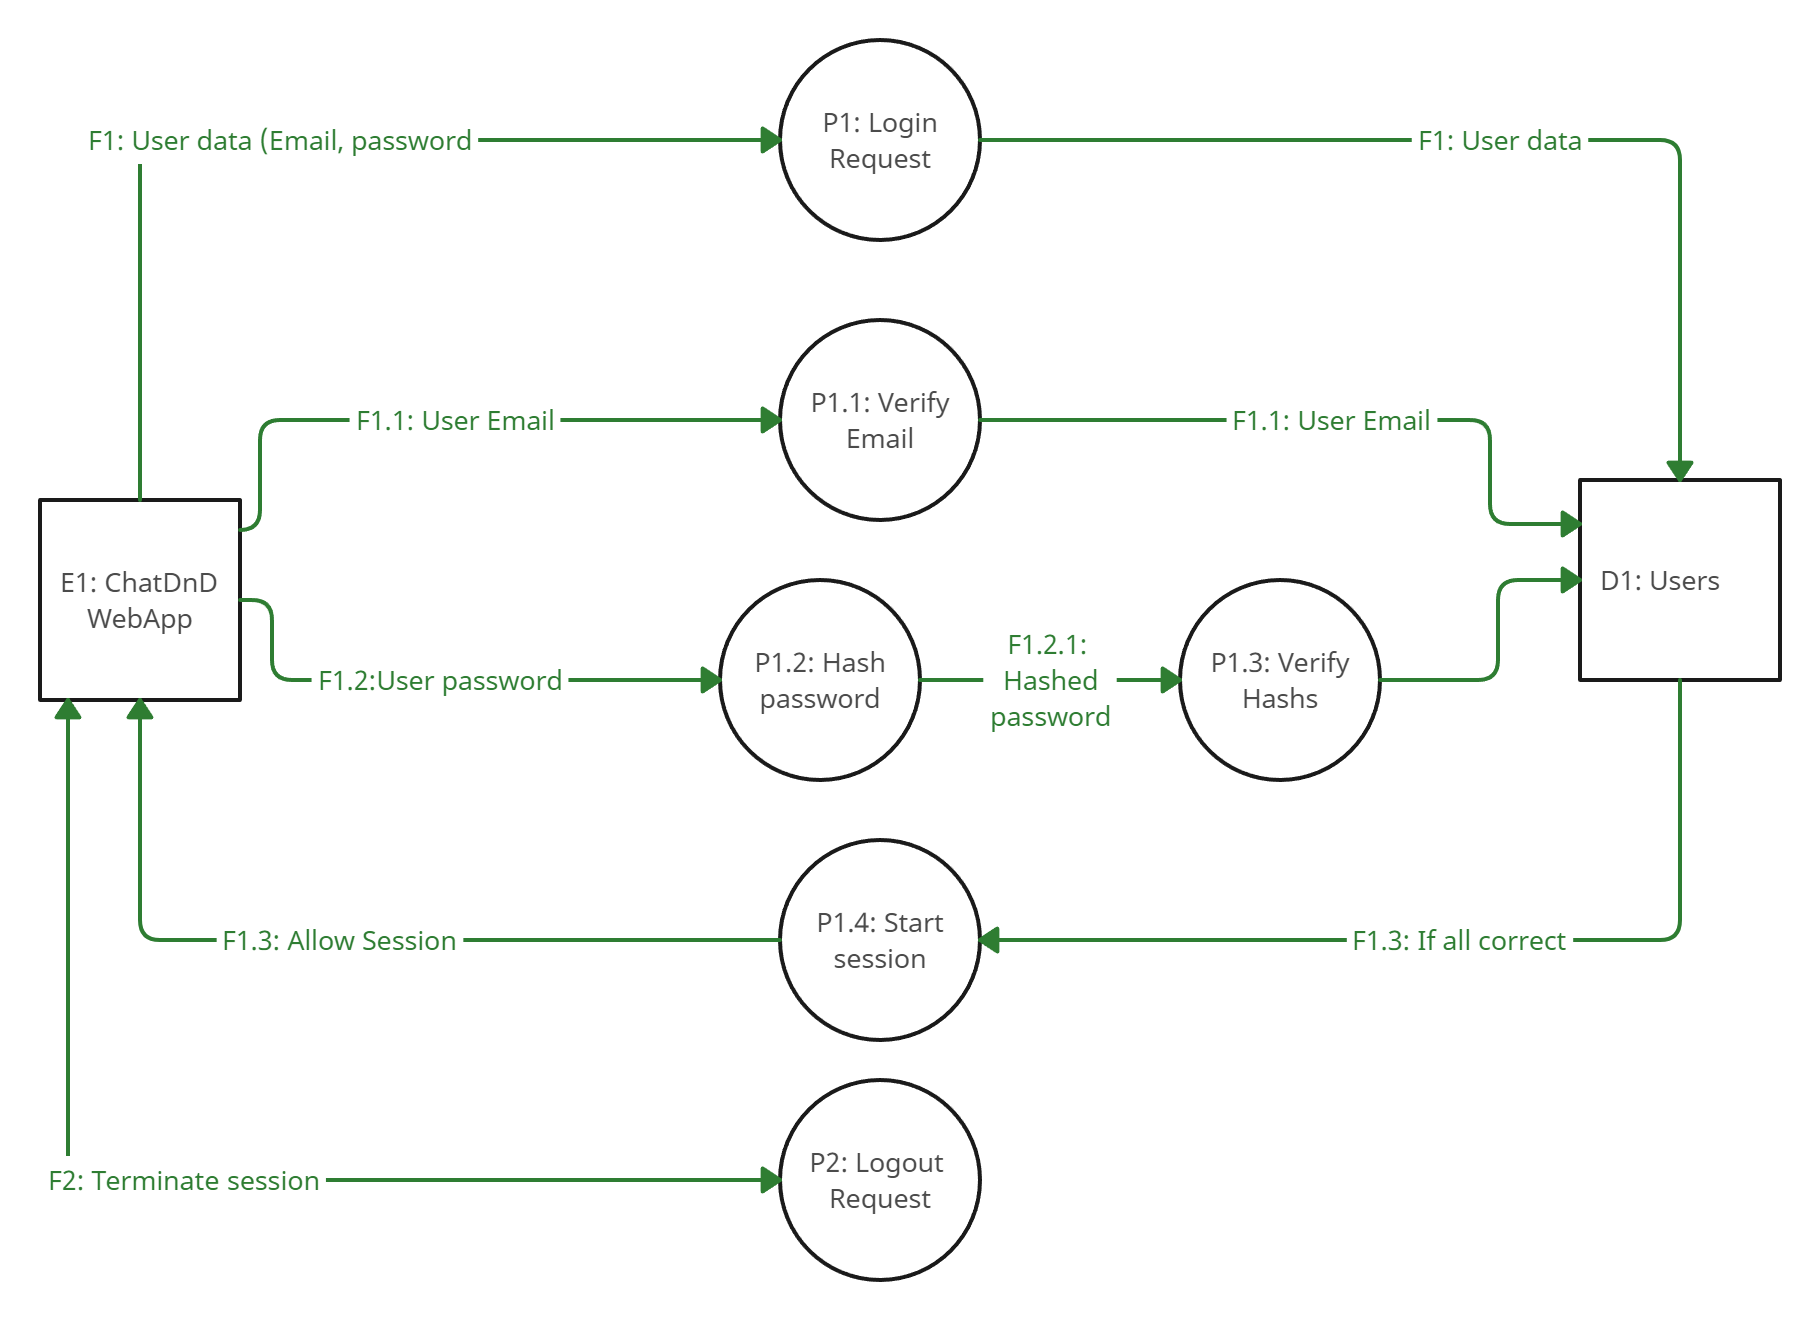 F1: User data (Email, password
P1: Login
Request
F1: User data
F1.1: User Email
P1.1: Verify
Email
F1.1: User Email
E1: ChatDnD
WebApp
D1: Users
F1.2:User password
P1.2: Hash
password
F1.2.1:
Hashed
password
P1.3: Verify
Hashs
F1.3: Allow Session
P1.4: Start
session
F1.3: If all correct
F2: Terminate session
P2: Logout
Request